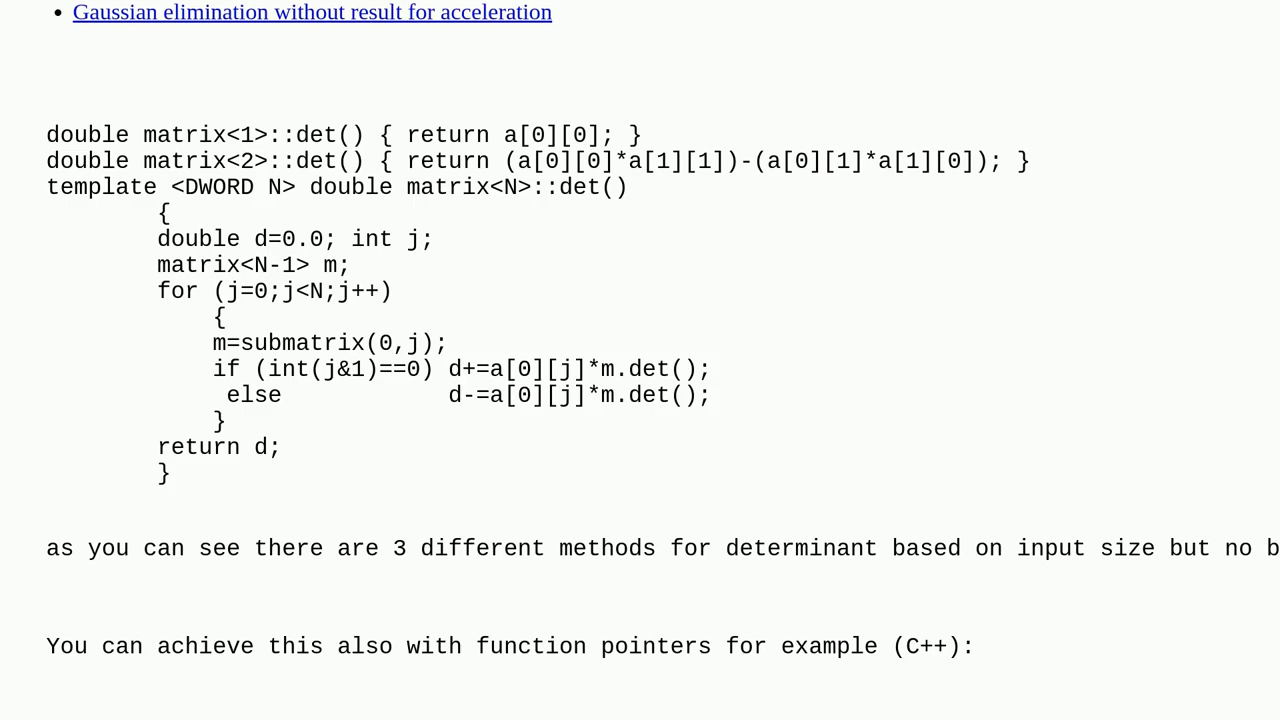 • Gaussian elimination without result for acceleration
double matrix<1>::det() { return a[0][0]; }
double matrix<2>::det() { return (a[0][0]*a[1][1])-(a[0][1]*a[1][0]); }
template <DWORD N> double matrix<N>::det()
        {
        double d=0.0; int j;
        matrix<N-1> m;
        for (j=0;j<N;j++)
            {
            m=submatrix(0,j);
            if (int(j&1)==0) d+=a[0][j]*m.det();
             else            d-=a[0][j]*m.det();
            }
        return d;
        }
as you can see there are 3 different methods for determinant based on input size but no
You can achieve this also with function pointers for example (C++):